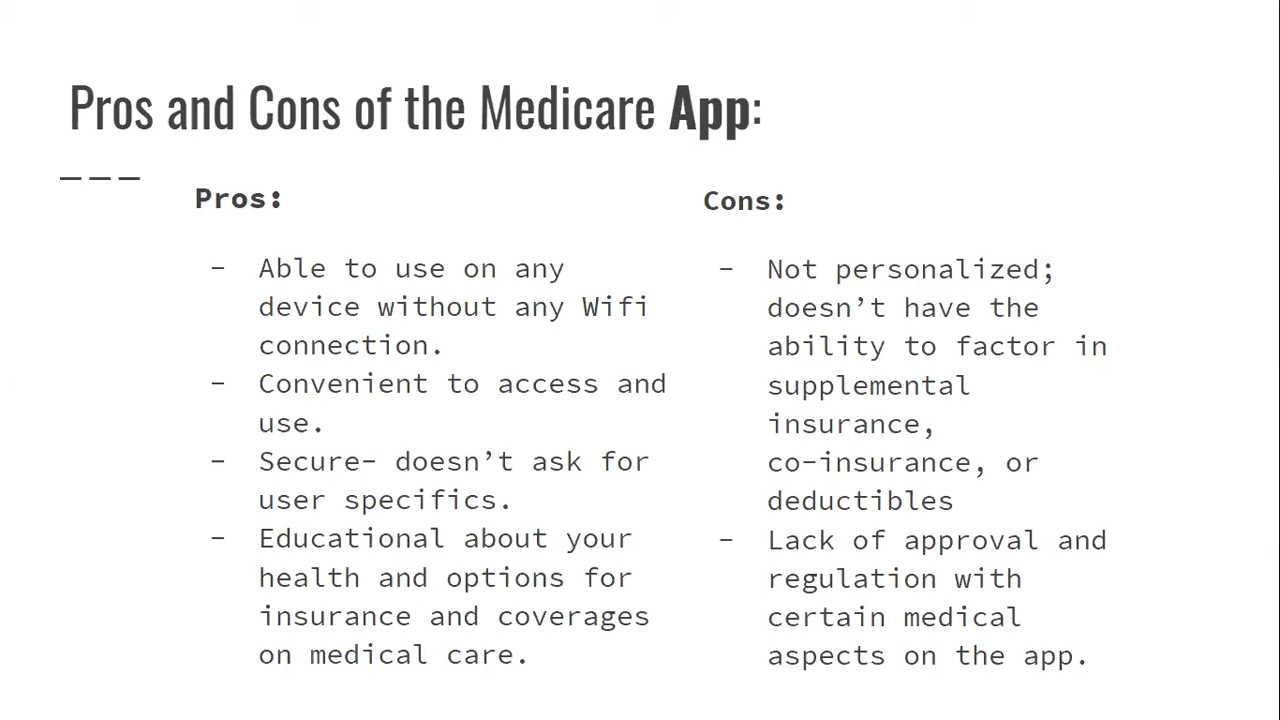 Pros and Cons of the Medicare App:
Pros:
- Able to use on any
device without any Wifi
connection.
- Convenient to access and
use.
- Secure- doesn’t ask for
user specifics.
- Educational about your
health and options for
insurance and coverages
on medical care.
Cons:
- Not personalized;
doesn’t have the
ability to factor in
supplemental
insurance,
co-insurance, or
deductibles
- Lack of approval and
regulation with
certain medical
aspects on the app.